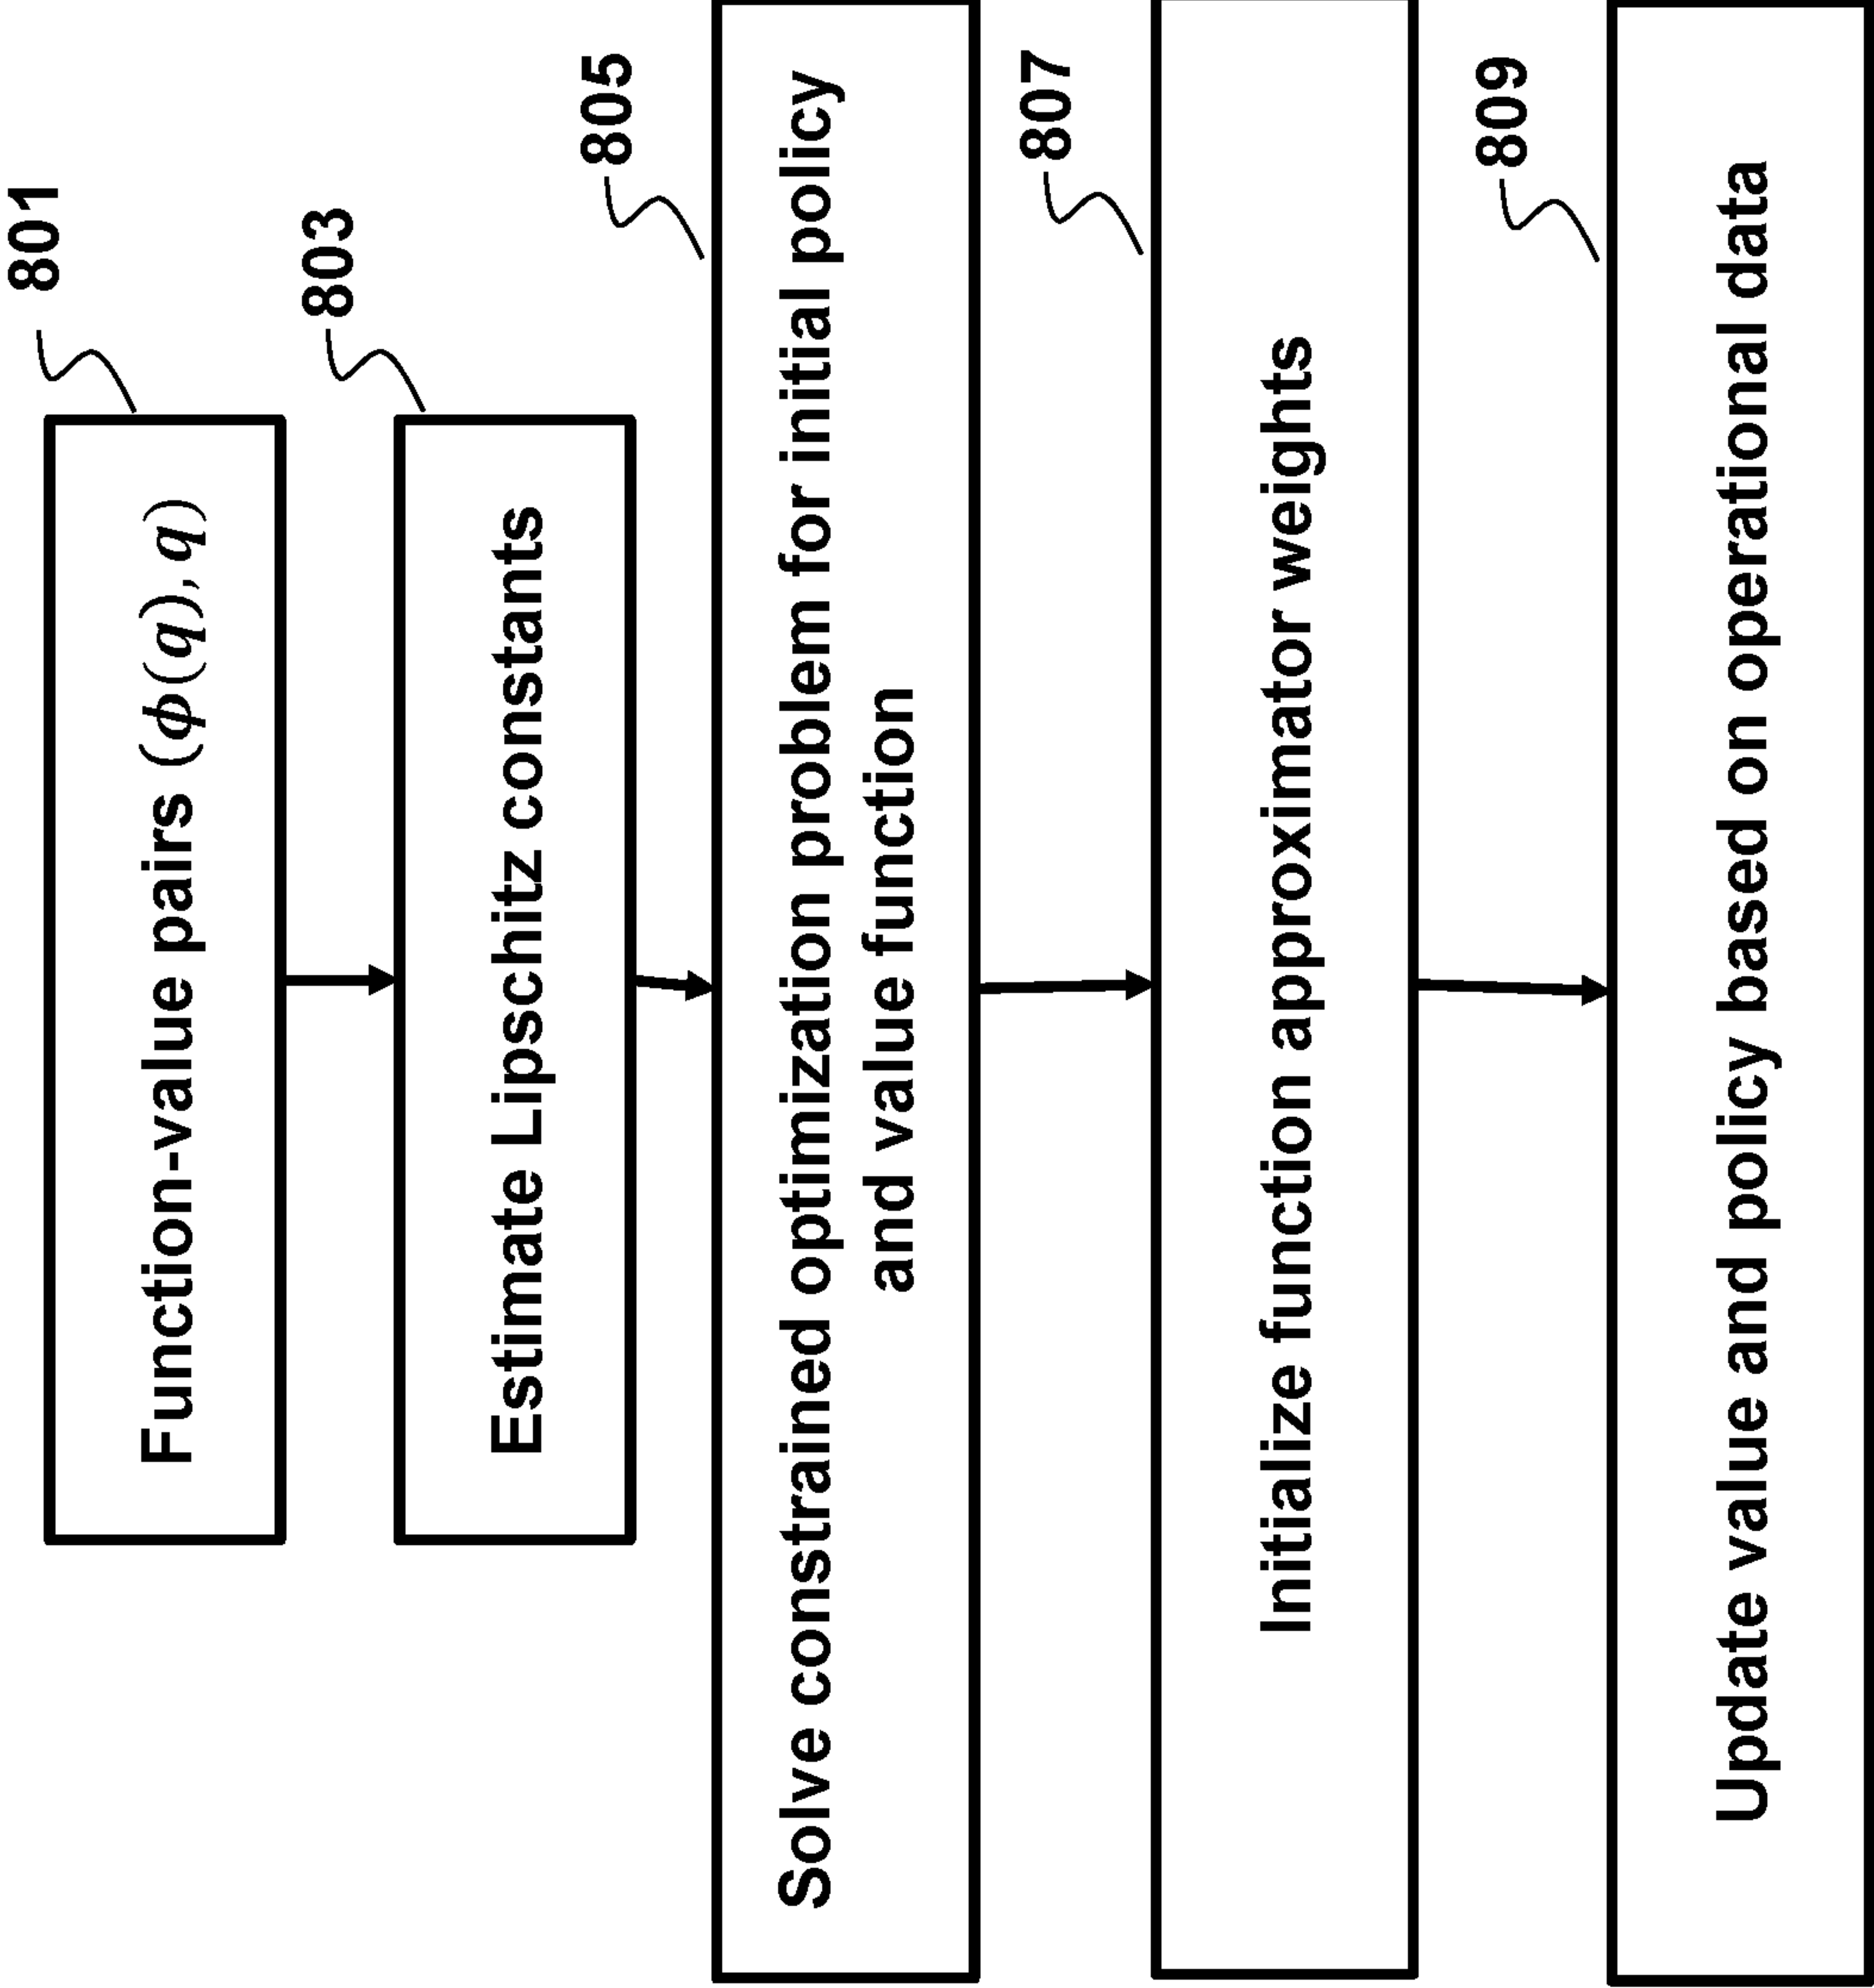 801
Function-value pairs (ϕ(q), q)
803
Estimate Lipschitz constants
805
Solve constrained optimization problem for initial policy
and value function
807
Initialize function approximator weights
809
Update value and policy based on operational data